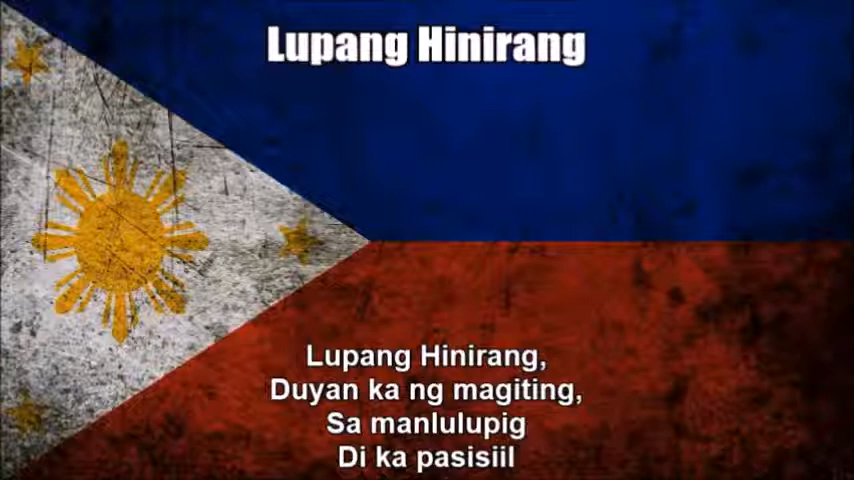 Lupang Hinirang
Lupang Hinirang,
Duyan ka ng magiting,
Sa manlulupig
Di ka pasisiil